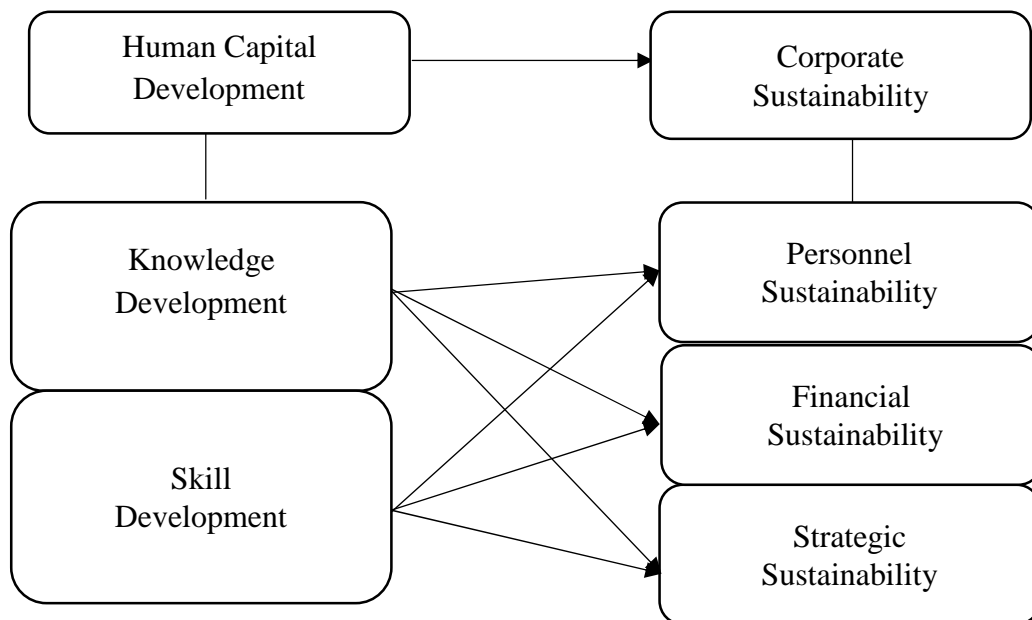 Human Capital
Development
Corporate
Sustainability
Knowledge
Development
Personnel
Sustainability
Financial
Sustainability
Skill
Development
Strategic
Sustainability